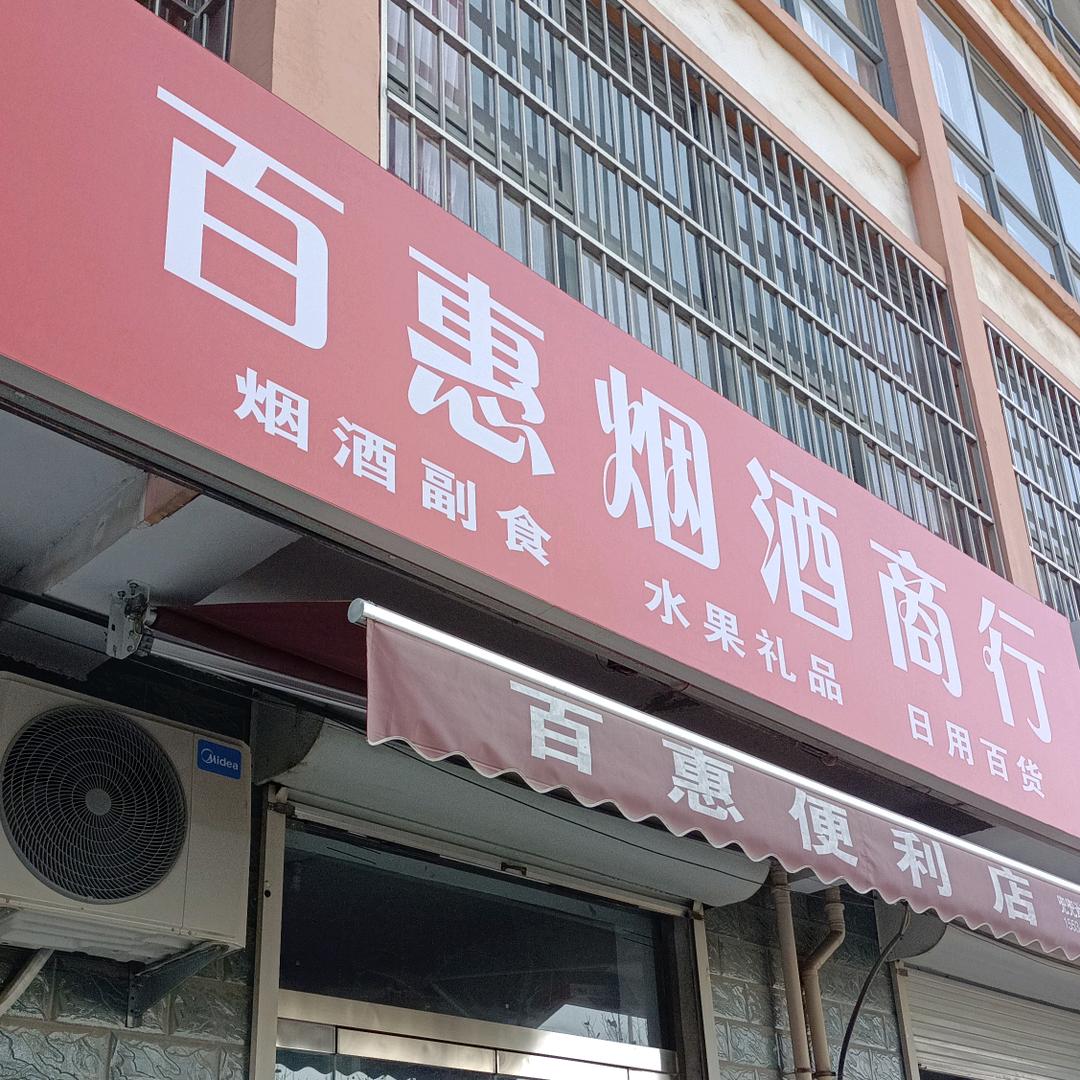 百惠烟酒商行
烟酒副食 水果礼品 日用百货
百惠便利店
Midea